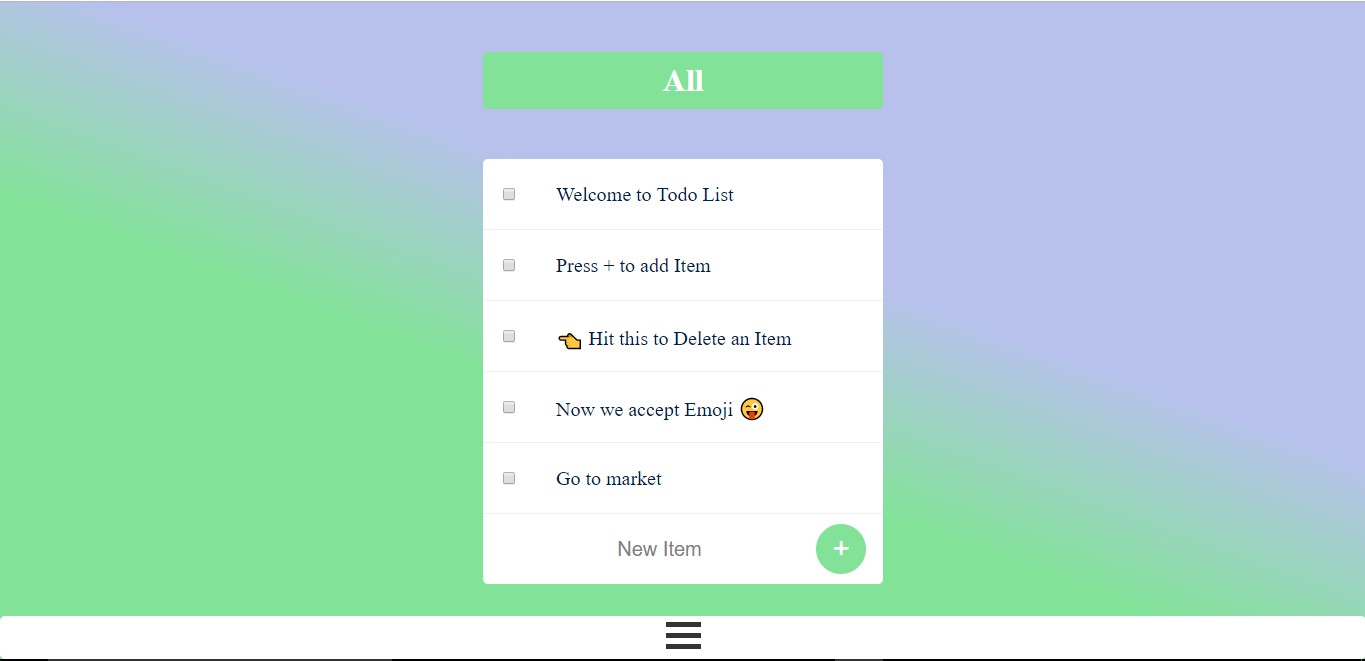 All
Welcome to Todo List
Press + to add Item
👈 Hit this to Delete an Item
Now we accept Emoji 😜
Go to market
New Item +